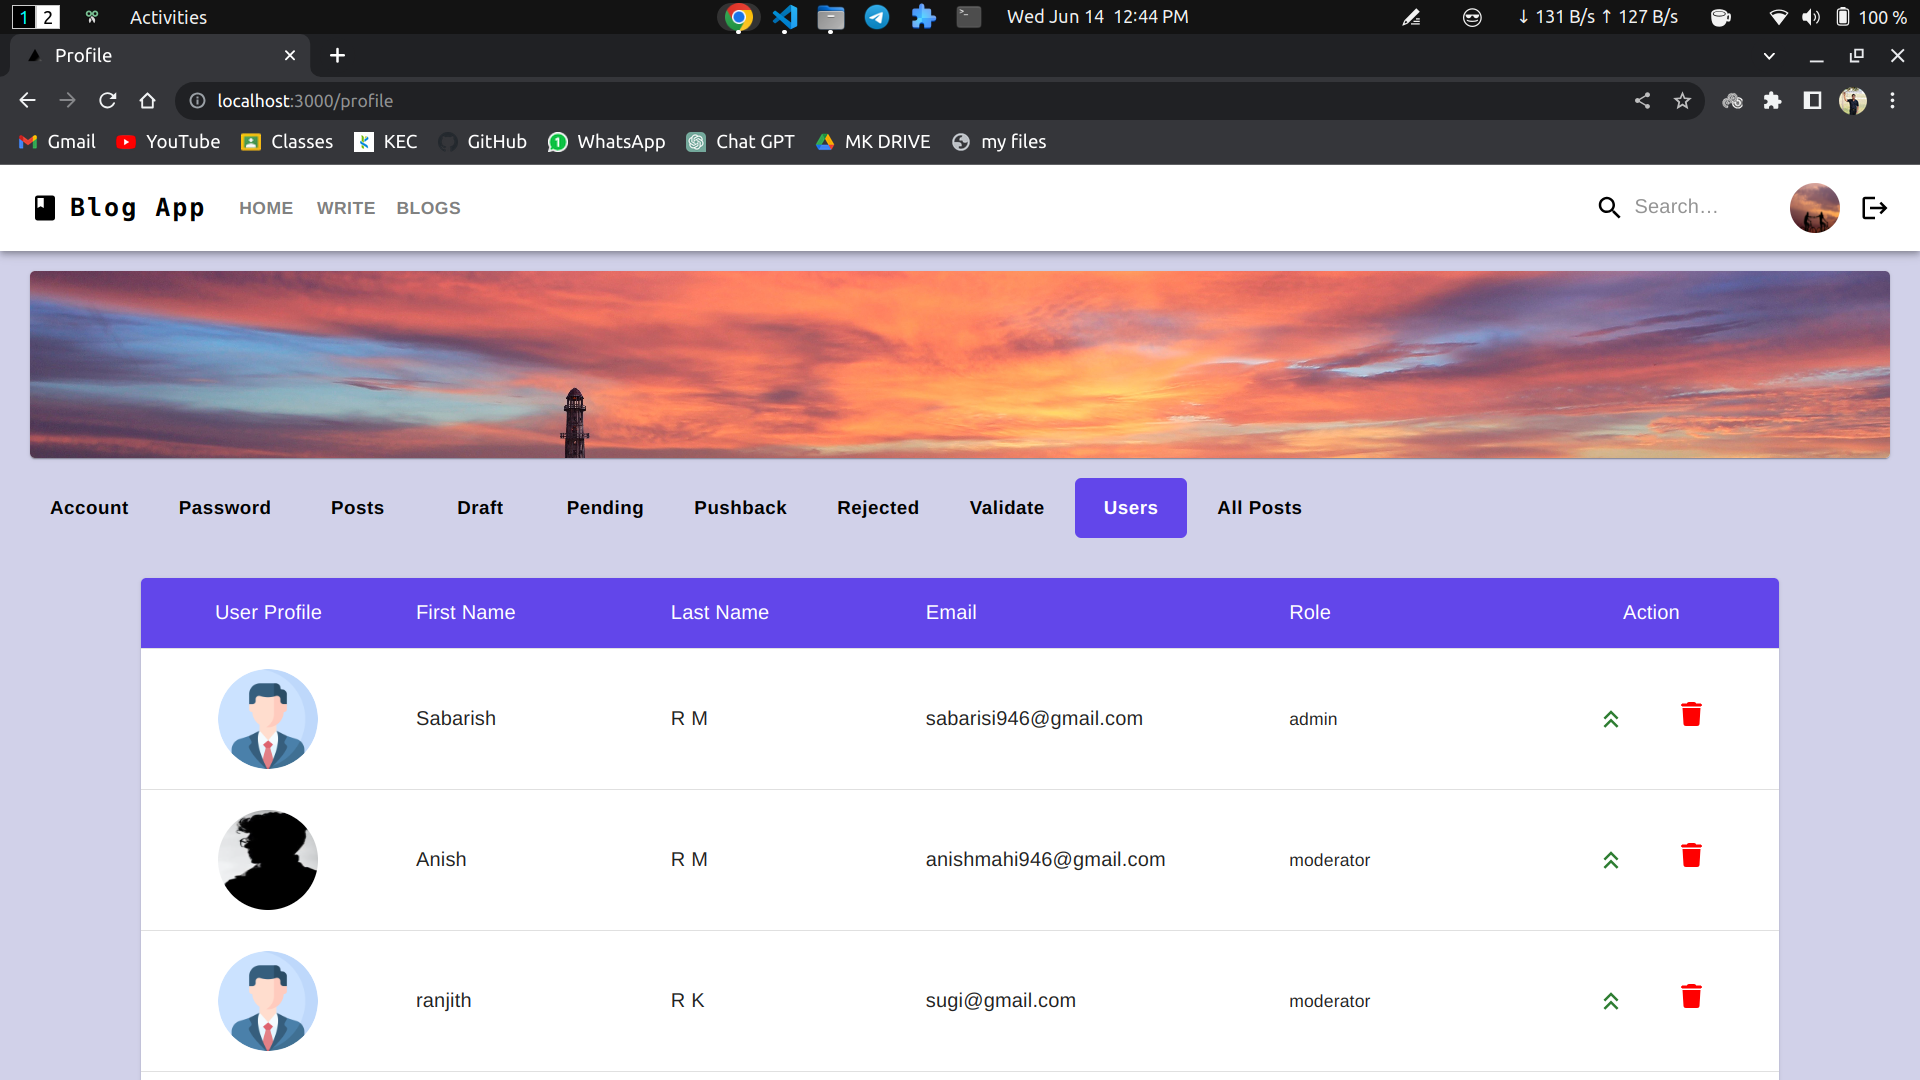 1 2 Activities Wed Jun 14 12:44 PM ↓ 131 B/s ↑ 127 B/s 100 %
Profile
localhost:3000/profile
Gmail YouTube Classes KEC GitHub 1 WhatsApp Chat GPT MK DRIVE my files
Blog App HOME WRITE BLOGS Search...
Account Password Posts Draft Pending Pushback Rejected Validate Users All Posts
User Profile First Name Last Name Email Role Action
Sabarish R M sabarisi946@gmail.com admin
Anish R M anishmahi946@gmail.com moderator
ranjith R K sugi@gmail.com moderator